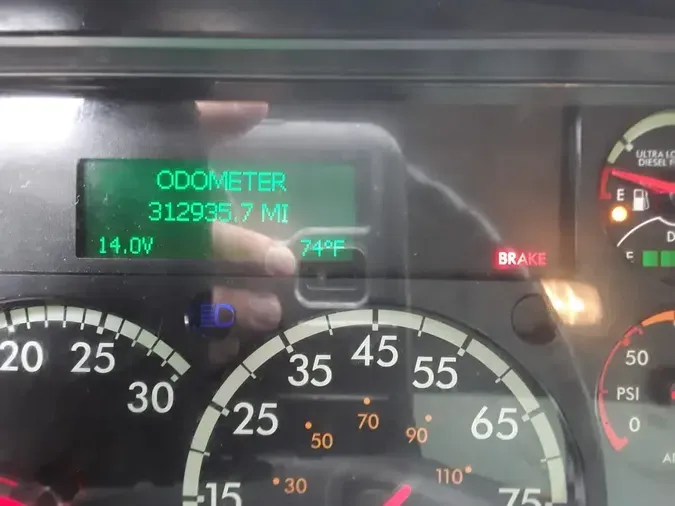 ODOMETER
312935.7 MI
14.0V 74°F
BRAKE
ULTRA LO
DIESEL F
E
D
E
20 25 30
15 25 35 45 55 65 75
30 50 70 90 110
50
PSI
0